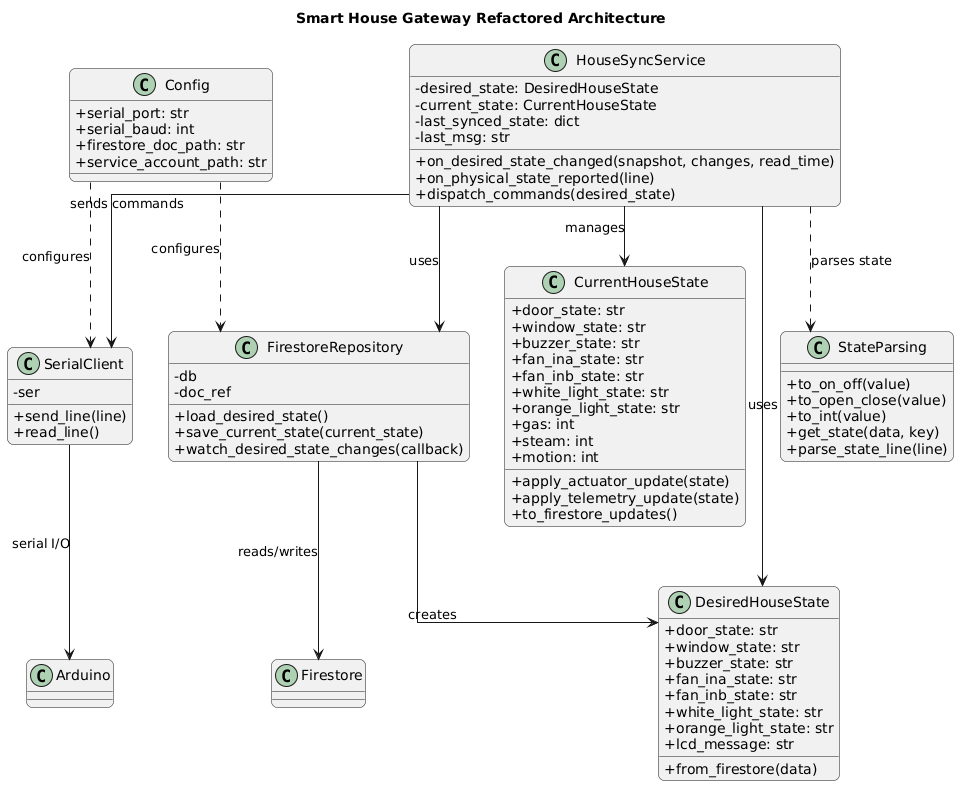 Smart House Gateway Refactored Architecture
C Config
+serial_port: str
+serial_baud: int
+firestore_doc_path: str
+service_account_path: str
C HouseSyncService
-desired_state: DesiredHouseState
-current_state: CurrentHouseState
-last_synced_state: dict
-last_msg: str
+on_desired_state_changed(snapshot, changes, read_time)
+on_physical_state_reported(line)
+dispatch_commands(desired_state)
sends commands
configures
configures
uses
manages
uses
parses state
C SerialClient
-ser
+send_line(line)
+read_line()
C FirestoreRepository
-db
-doc_ref
+load_desired_state()
+save_current_state(current_state)
+watch_desired_state_changes(callback)
C CurrentHouseState
+door_state: str
+window_state: str
+buzzer_state: str
+fan_ina_state: str
+fan_inb_state: str
+white_light_state: str
+orange_light_state: str
+gas: int
+steam: int
+motion: int
+apply_actuator_update(state)
+apply_telemetry_update(state)
+to_firestore_updates()
C StateParsing
+to_on_off(value)
+to_open_close(value)
+to_int(value)
+get_state(data, key)
+parse_state_line(line)
serial I/O
reads/writes
creates
C Arduino
C Firestore
C DesiredHouseState
+door_state: str
+window_state: str
+buzzer_state: str
+fan_ina_state: str
+fan_inb_state: str
+white_light_state: str
+orange_light_state: str
+lcd_message: str
+from_firestore(data)